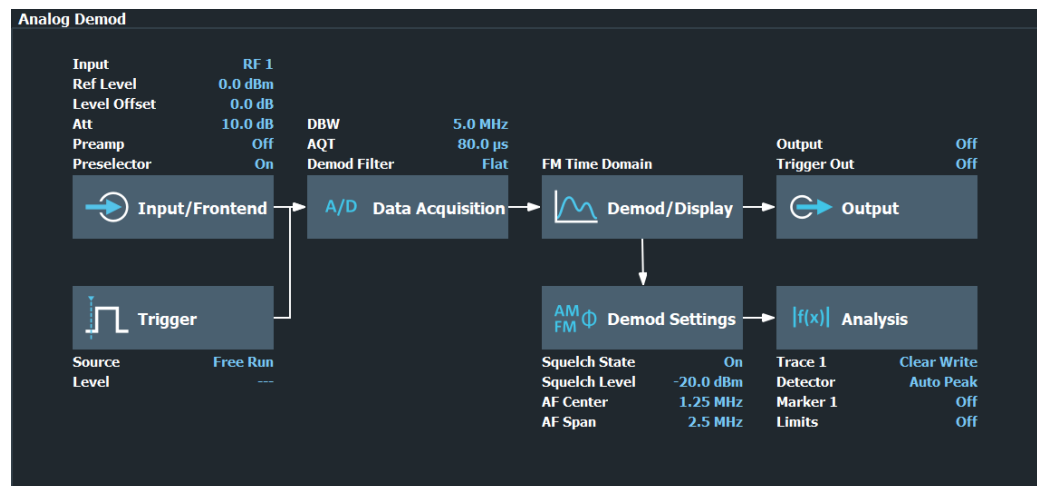 Analog Demod
Input RF 1
Ref Level 0.0 dBm
Level Offset 0.0 dB
Att 10.0 dB
Preamp Off
Preselector On
Input/Frontend
DBW 5.0 MHz
AQT 80.0 µs
Demod Filter Flat
A/D Data Acquisition
FM Time Domain
Demod/Display
Output Off
Trigger Out Off
Output
Trigger
Source Free Run
Level ---
AM FM Φ Demod Settings
Squelch State On
Squelch Level -20.0 dBm
AF Center 1.25 MHz
AF Span 2.5 MHz
|f(x)| Analysis
Trace 1 Clear Write
Detector Auto Peak
Marker 1 Off
Limits Off